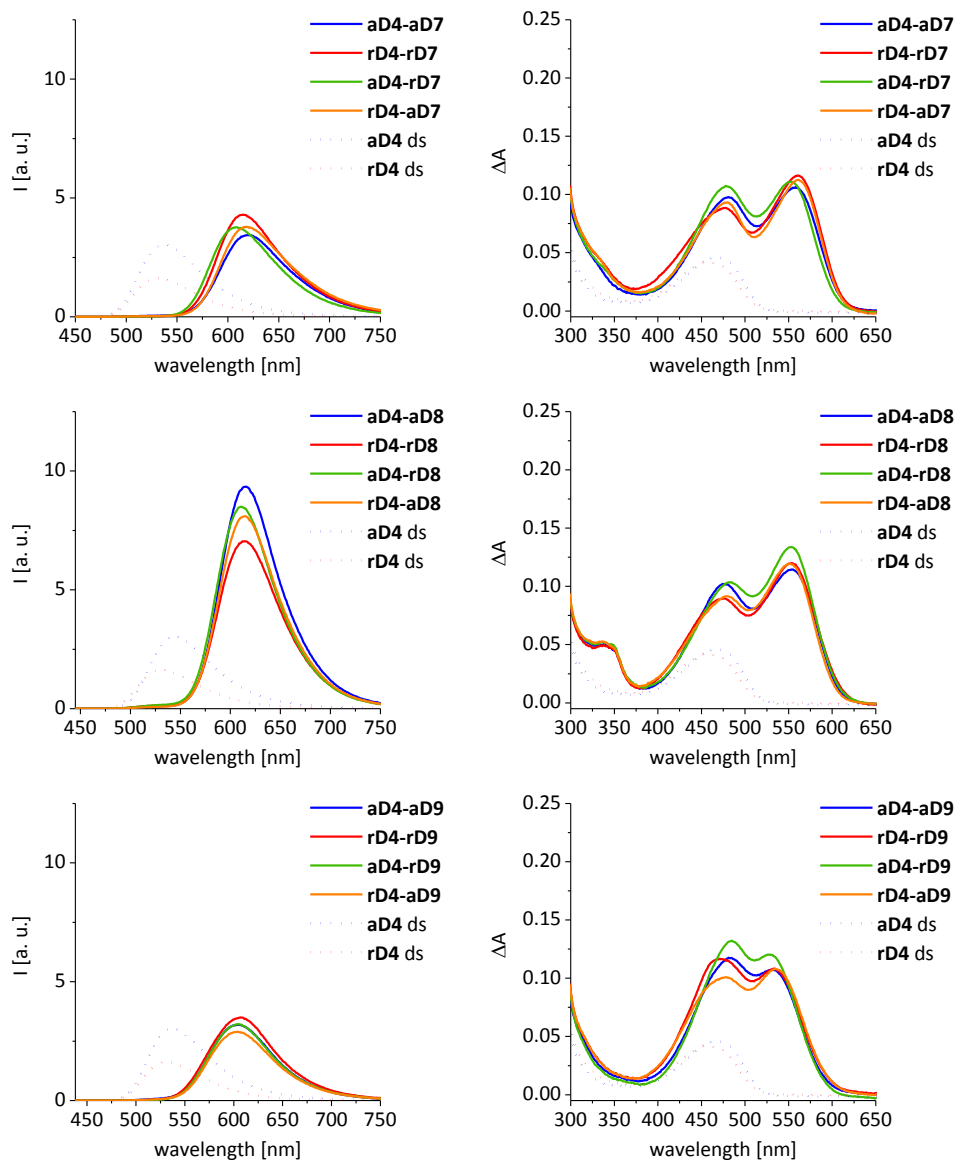 aD4-aD7
rD4-rD7
aD4-rD7
rD4-aD7
aD4 ds
rD4 ds
10
5
0
I [a. u.]
450 500 550 600 650 700 750
wavelength [nm]
aD4-aD7
rD4-rD7
aD4-rD7
rD4-aD7
aD4 ds
rD4 ds
0.25
0.20
0.15
0.10
0.05
0.00
ΔA
300 350 400 450 500 550 600 650
wavelength [nm]
aD4-aD8
rD4-rD8
aD4-rD8
rD4-aD8
aD4 ds
rD4 ds
10
5
0
I [a. u.]
450 500 550 600 650 700 750
wavelength [nm]
aD4-aD8
rD4-rD8
aD4-rD8
rD4-aD8
aD4 ds
rD4 ds
0.25
0.20
0.15
0.10
0.05
0.00
ΔA
300 350 400 450 500 550 600 650
wavelength [nm]
aD4-aD9
rD4-rD9
aD4-rD9
rD4-aD9
aD4 ds
rD4 ds
10
5
0
I [a. u.]
450 500 550 600 650 700 750
wavelength [nm]
aD4-aD9
rD4-rD9
aD4-rD9
rD4-aD9
aD4 ds
rD4 ds
0.25
0.20
0.15
0.10
0.05
0.00
ΔA
300 350 400 450 500 550 600 650
wavelength [nm]